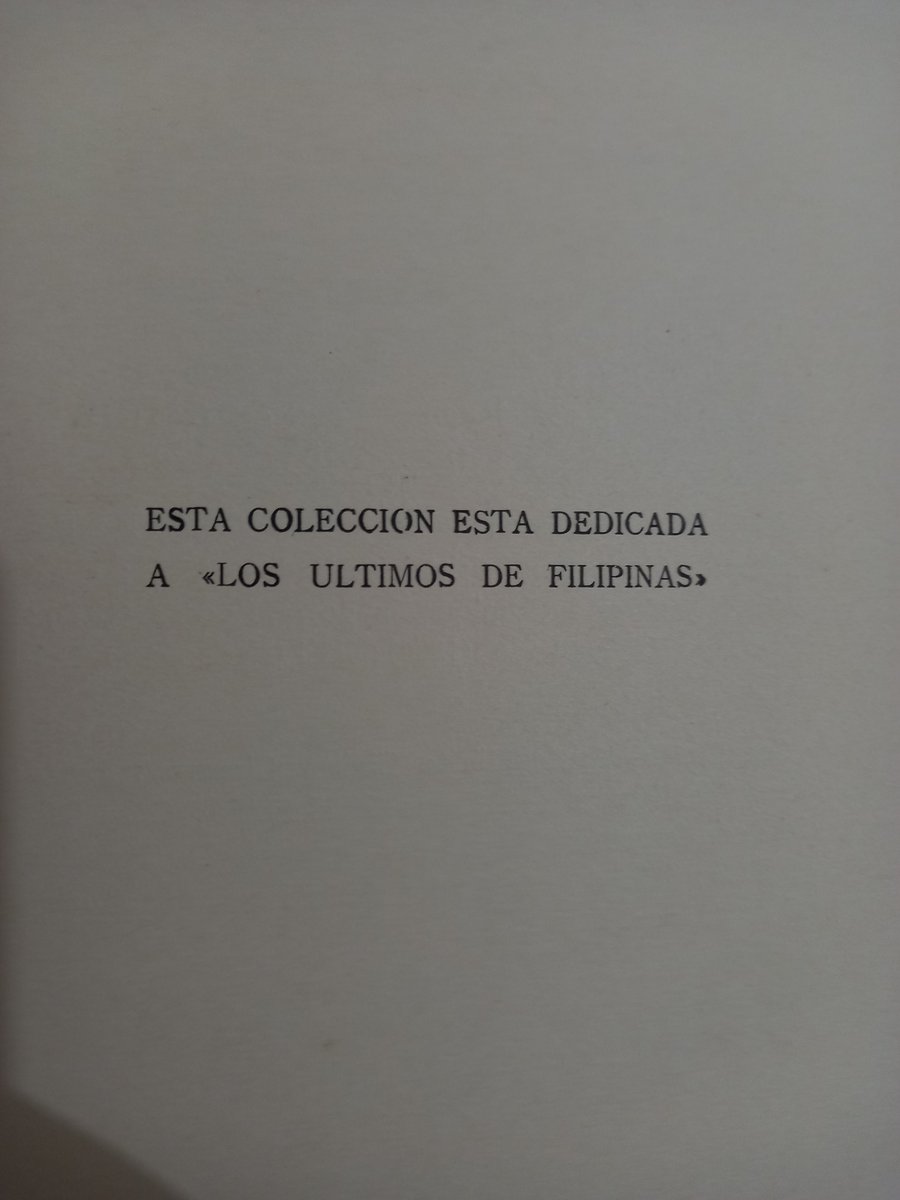 ESTA COLECCION ESTA DEDICADA
A «LOS ULTIMOS DE FILIPINAS»